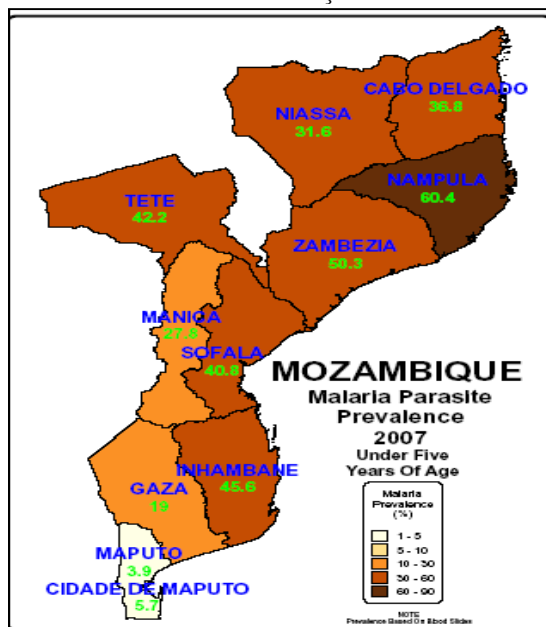 CABO DELGADO
36.8
NIASSA
31.6
NAMPULA
60.4
TETE
42.2
ZAMBEZIA
50.3
MANICA
27.8
SOFALA
40.8
MOZAMBIQUE
Malaria Parasite
Prevalence
2007
Under Five
Years Of Age
INHAMBANE
45.6
GAZA
19
MAPUTO
3.9
CIDADE DE MAPUTO
5.7
Malaria
Prevalence
(%)
1 - 5
5 - 10
10 - 30
30 - 60
60 - 90
NOTE
Prevalence Based On Blood Slides